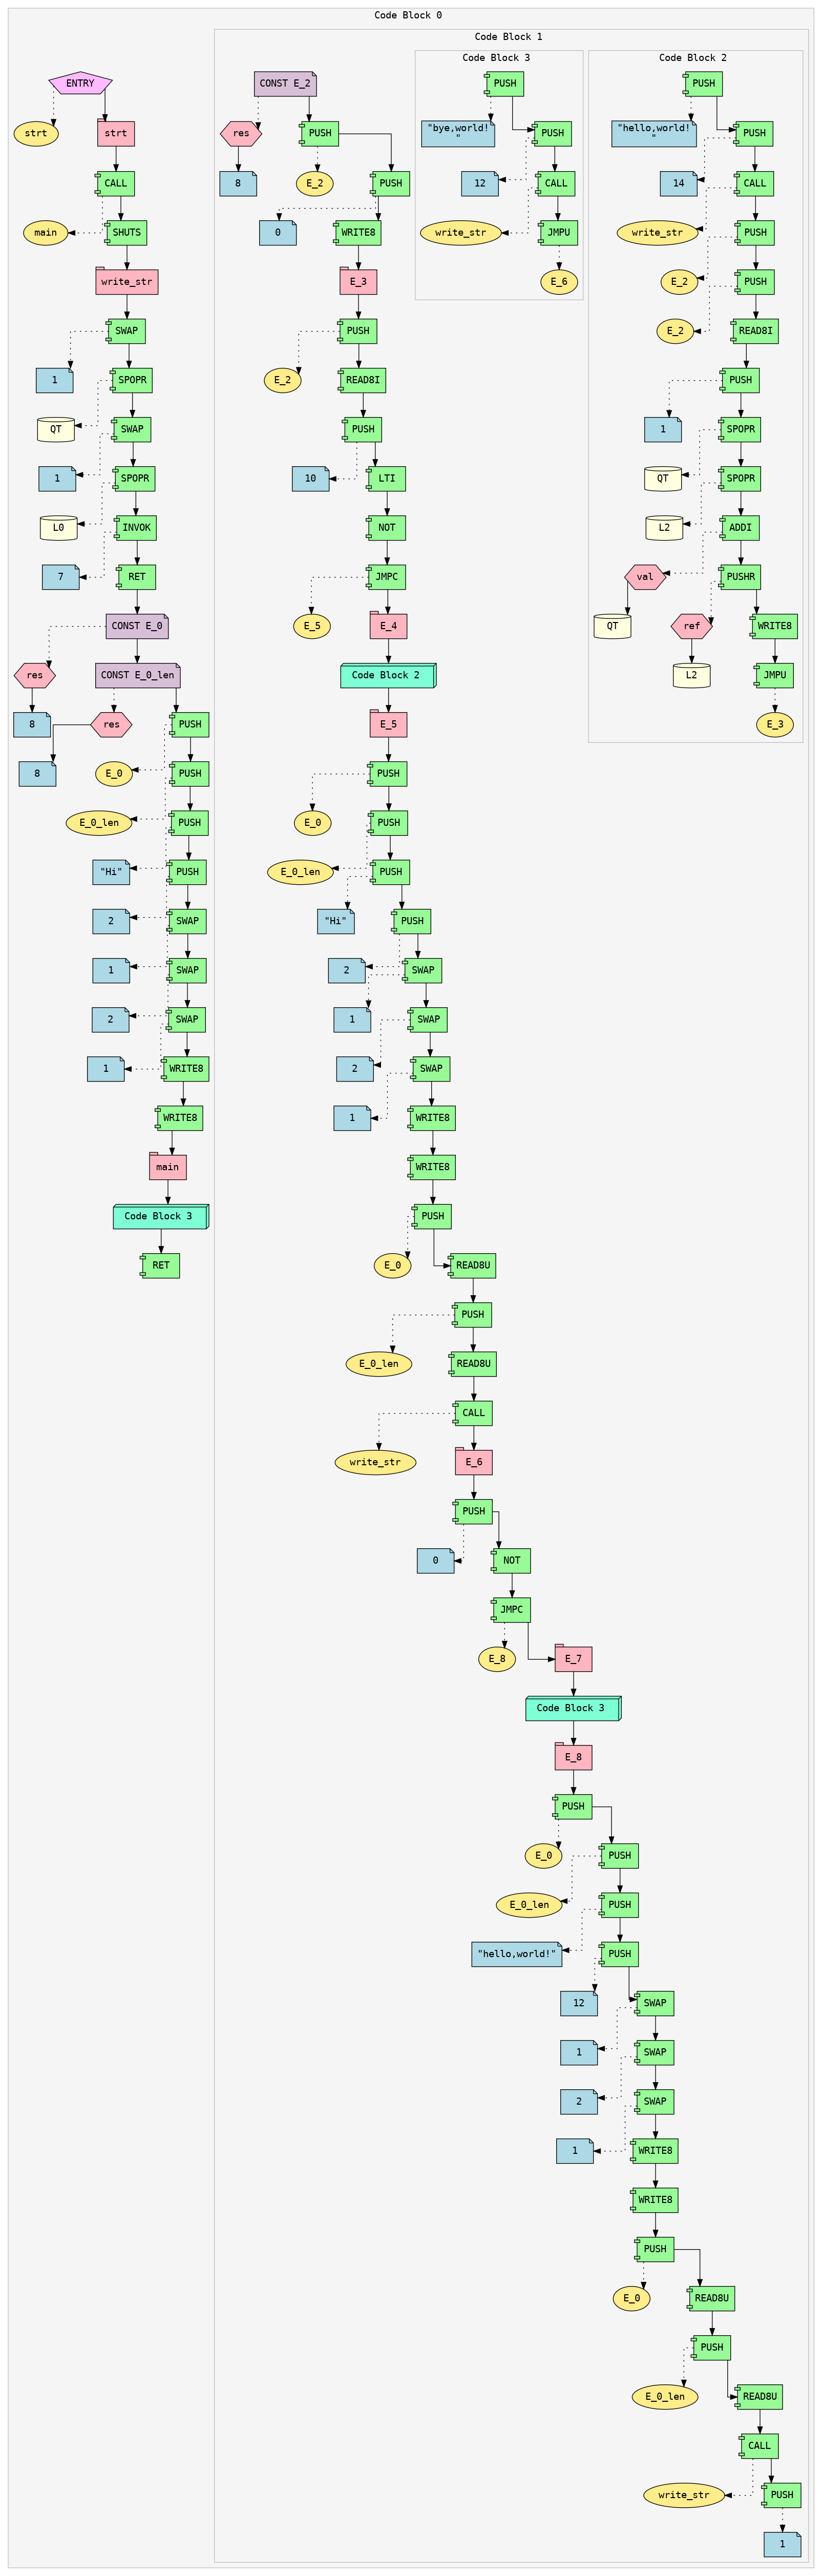 Code Block 0
ENTRY
strt
strt
CALL
main
SHUTS
write_str
SWAP
1
SPOPR
QT
SWAP
1
SPOPR
L0
INVOK
7
RET
CONST E_0
res
CONST E_0_len
8
res
PUSH
8
E_0
PUSH
E_0_len
PUSH
"Hi"
PUSH
2
SWAP
1
SWAP
2
SWAP
1
WRITE8
WRITE8
main
Code Block 3
RET
Code Block 1
CONST E_2
res
PUSH
8
E_2
PUSH
0
WRITE8
E_3
PUSH
E_2
READ8I
PUSH
10
LTI
NOT
JMPC
E_5
E_4
Code Block 2
E_5
PUSH
E_0
PUSH
E_0_len
PUSH
"Hi"
PUSH
2
SWAP
1
SWAP
2
SWAP
1
WRITE8
WRITE8
PUSH
E_0
READ8U
PUSH
E_0_len
READ8U
CALL
write_str
E_6
PUSH
0
NOT
JMPC
E_8
E_7
Code Block 3
E_8
PUSH
E_0
PUSH
E_0_len
PUSH
"hello,world!"
PUSH
12
SWAP
1
SWAP
2
SWAP
1
WRITE8
WRITE8
PUSH
E_0
READ8U
PUSH
E_0_len
READ8U
CALL
write_str
PUSH
1
Code Block 3
PUSH
"bye,world!
"
PUSH
12
CALL
write_str
JMPU
E_6
Code Block 2
PUSH
"hello,world!
"
PUSH
14
CALL
write_str
PUSH
E_2
PUSH
E_2
READ8I
PUSH
1
SPOPR
QT
SPOPR
L2
ADDI
val
PUSHR
QT
ref
WRITE8
L2
JMPU
E_3